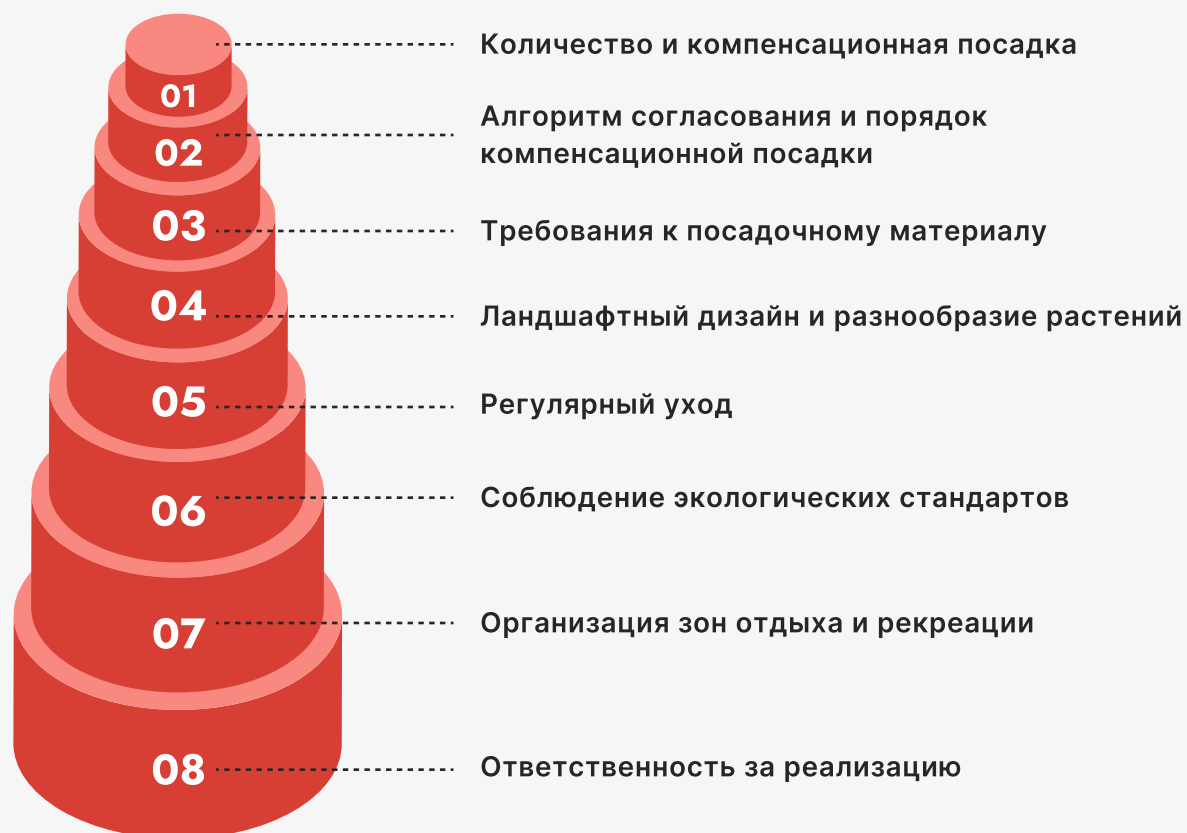 01
Количество и компенсационная посадка
02
Алгоритм согласования и порядок
компенсационной посадки
03
Требования к посадочному материалу
04
Ландшафтный дизайн и разнообразие растений
05
Регулярный уход
06
Соблюдение экологических стандартов
07
Организация зон отдыха и рекреации
08
Ответственность за реализацию